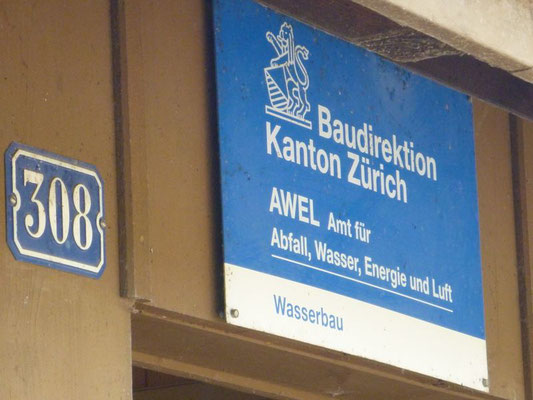 308
Baudirektion
Kanton Zürich
AWEL Amt für
Abfall, Wasser, Energie und Luft
Wasserbau